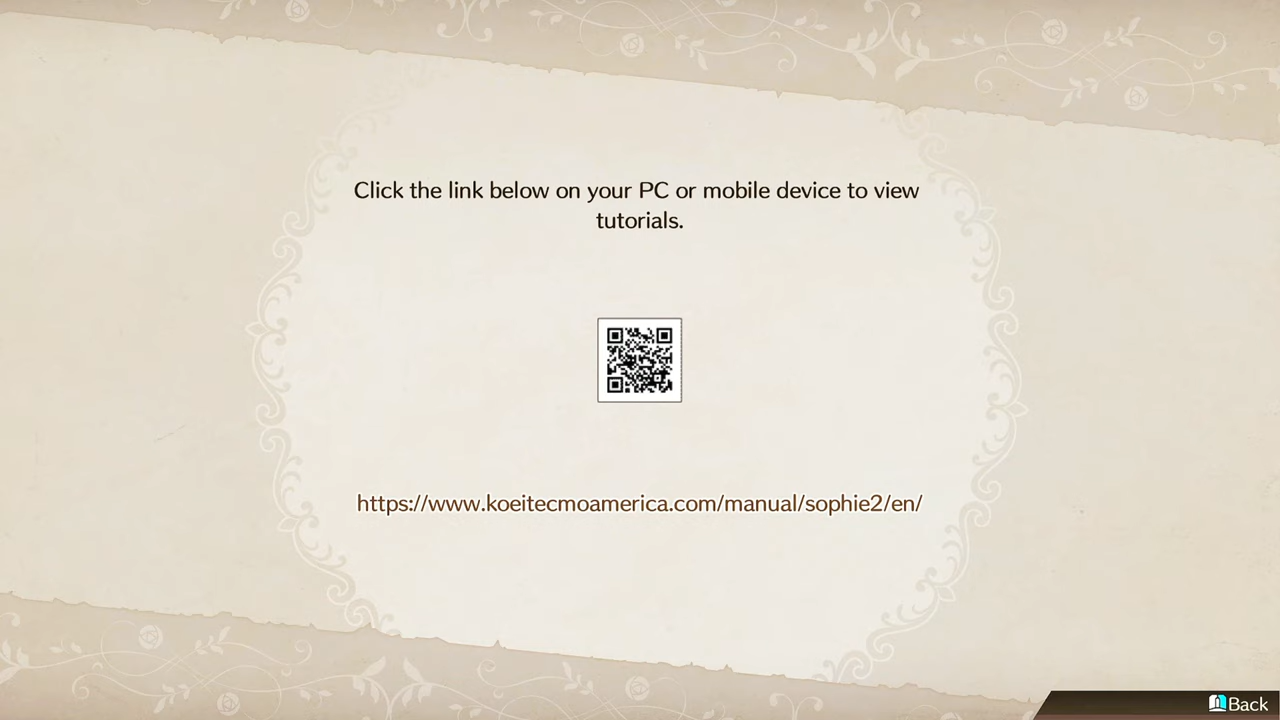 Click the link below on your PC or mobile device to view
tutorials.
https://www.koeitecmoamerica.com/manual/sophie2/en/
Back